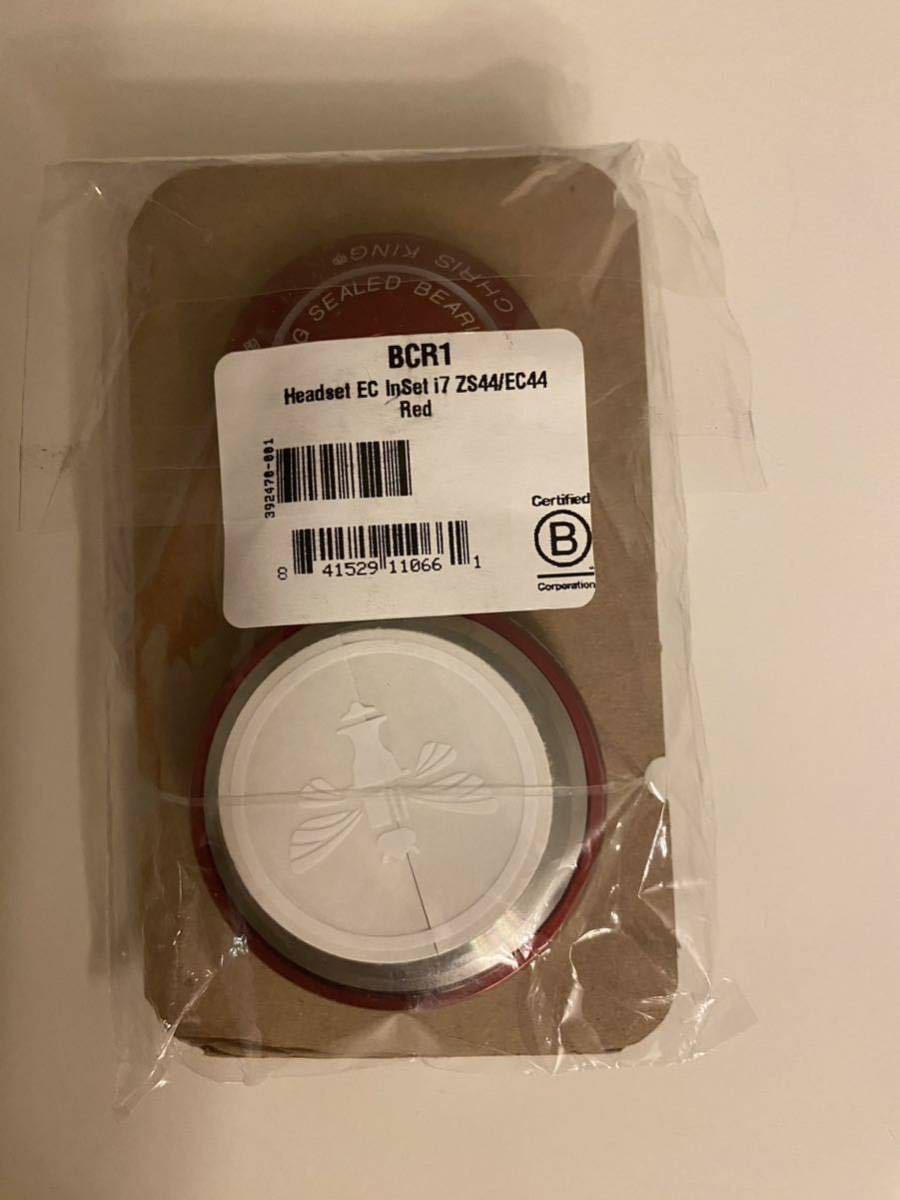 CHRIS KING®
G SEALED BEARI
BCR1
Headset EC InSet i7 ZS44/EC44
Red
392470-001
8 41529 11066 1
Certified
B
Corporation